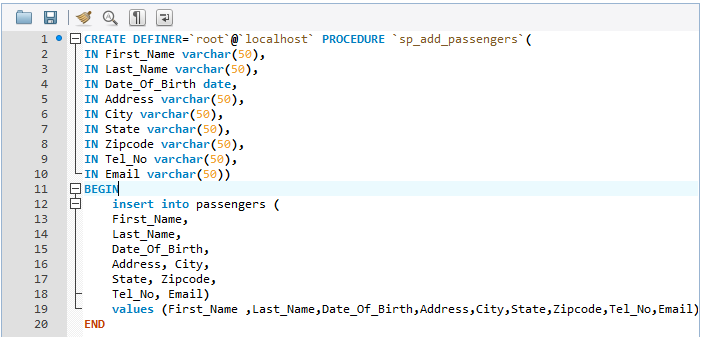 1 CREATE DEFINER=`root`@`localhost` PROCEDURE `sp_add_passengers`(
2 IN First_Name varchar(50),
3 IN Last_Name varchar(50),
4 IN Date_Of_Birth date,
5 IN Address varchar(50),
6 IN City varchar(50),
7 IN State varchar(50),
8 IN Zipcode varchar(50),
9 IN Tel_No varchar(50),
10 IN Email varchar(50))
11 BEGIN
12 insert into passengers (
13 First_Name,
14 Last_Name,
15 Date_Of_Birth,
16 Address, City,
17 State, Zipcode,
18 Tel_No, Email)
19 values (First_Name ,Last_Name,Date_Of_Birth,Address,City,State,Zipcode,Tel_No,Email)
20 END